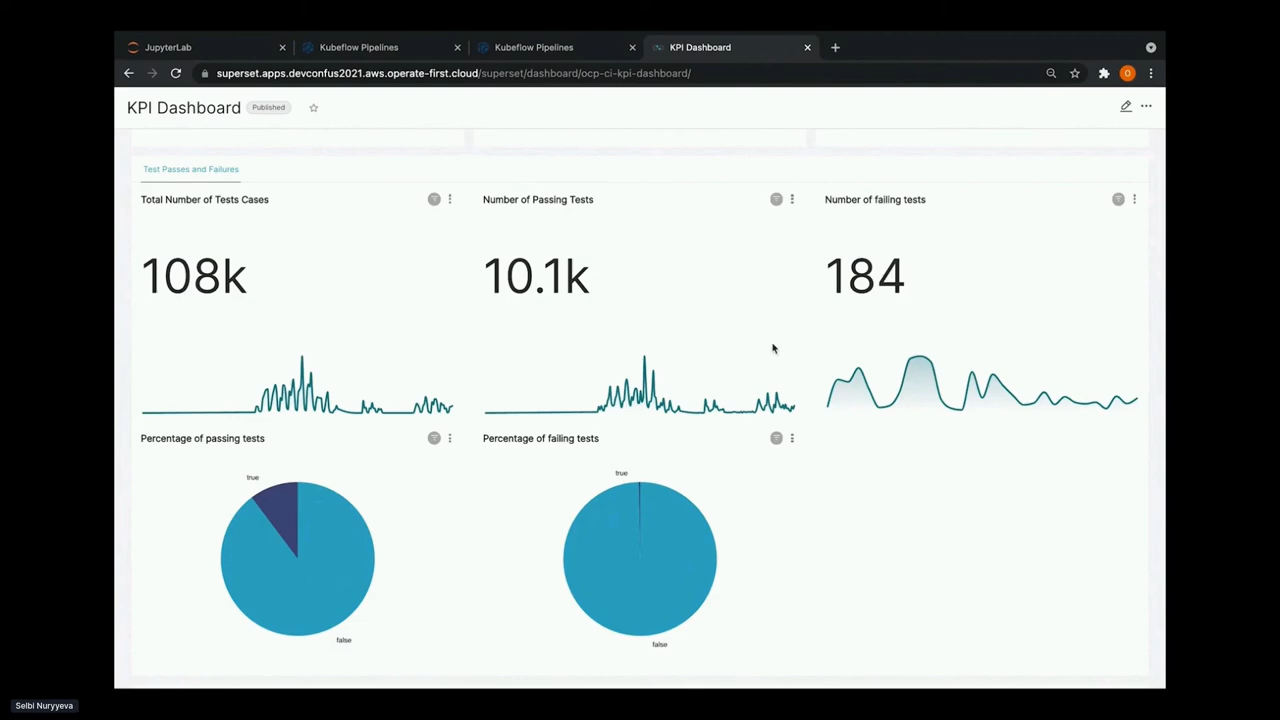 JupyterLab
Kubeflow Pipelines
Kubeflow Pipelines
KPI Dashboard
superset.apps.devconfus2021.aws.operate-first.cloud/superset/dashboard/ocp-ci-kpi-dashboard/
O
KPI Dashboard
Published
Test Passes and Failures
Total Number of Tests Cases
Number of Passing Tests
Number of failing tests
108k
10.1k
184
Percentage of passing tests
Percentage of failing tests
true
true
false
false
Selbi Nuryyeva